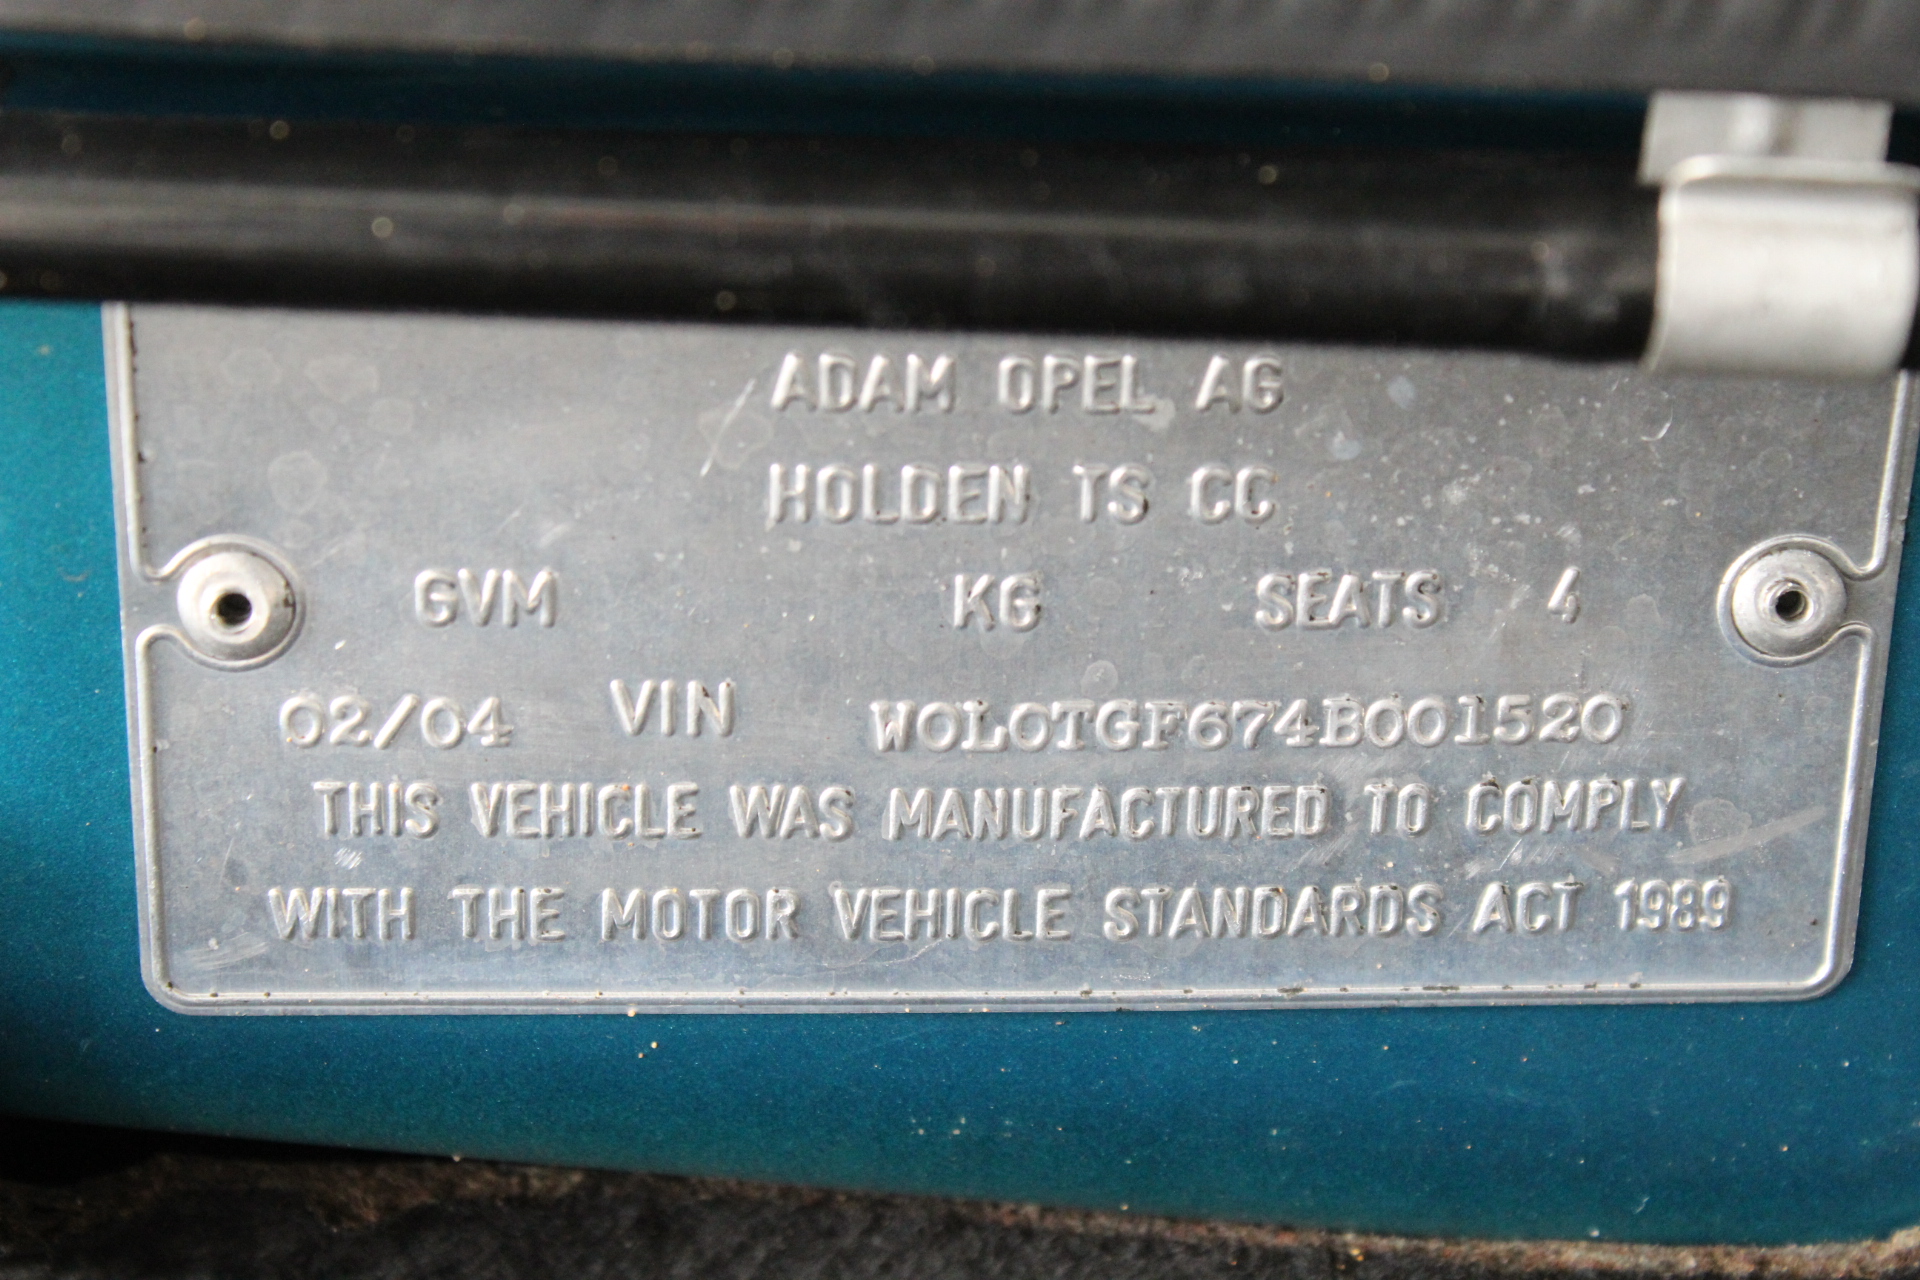 ADAM OPEL AG
HOLDEN TS CC
GVM KG SEATS 4
02/04 VIN W0L0TGF674B001520
THIS VEHICLE WAS MANUFACTURED TO COMPLY
WITH THE MOTOR VEHICLE STANDARDS ACT 1989